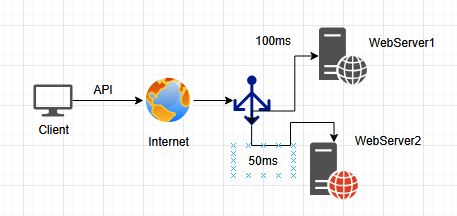 100ms
WebServer1
API
Client
Internet
WebServer2
50ms